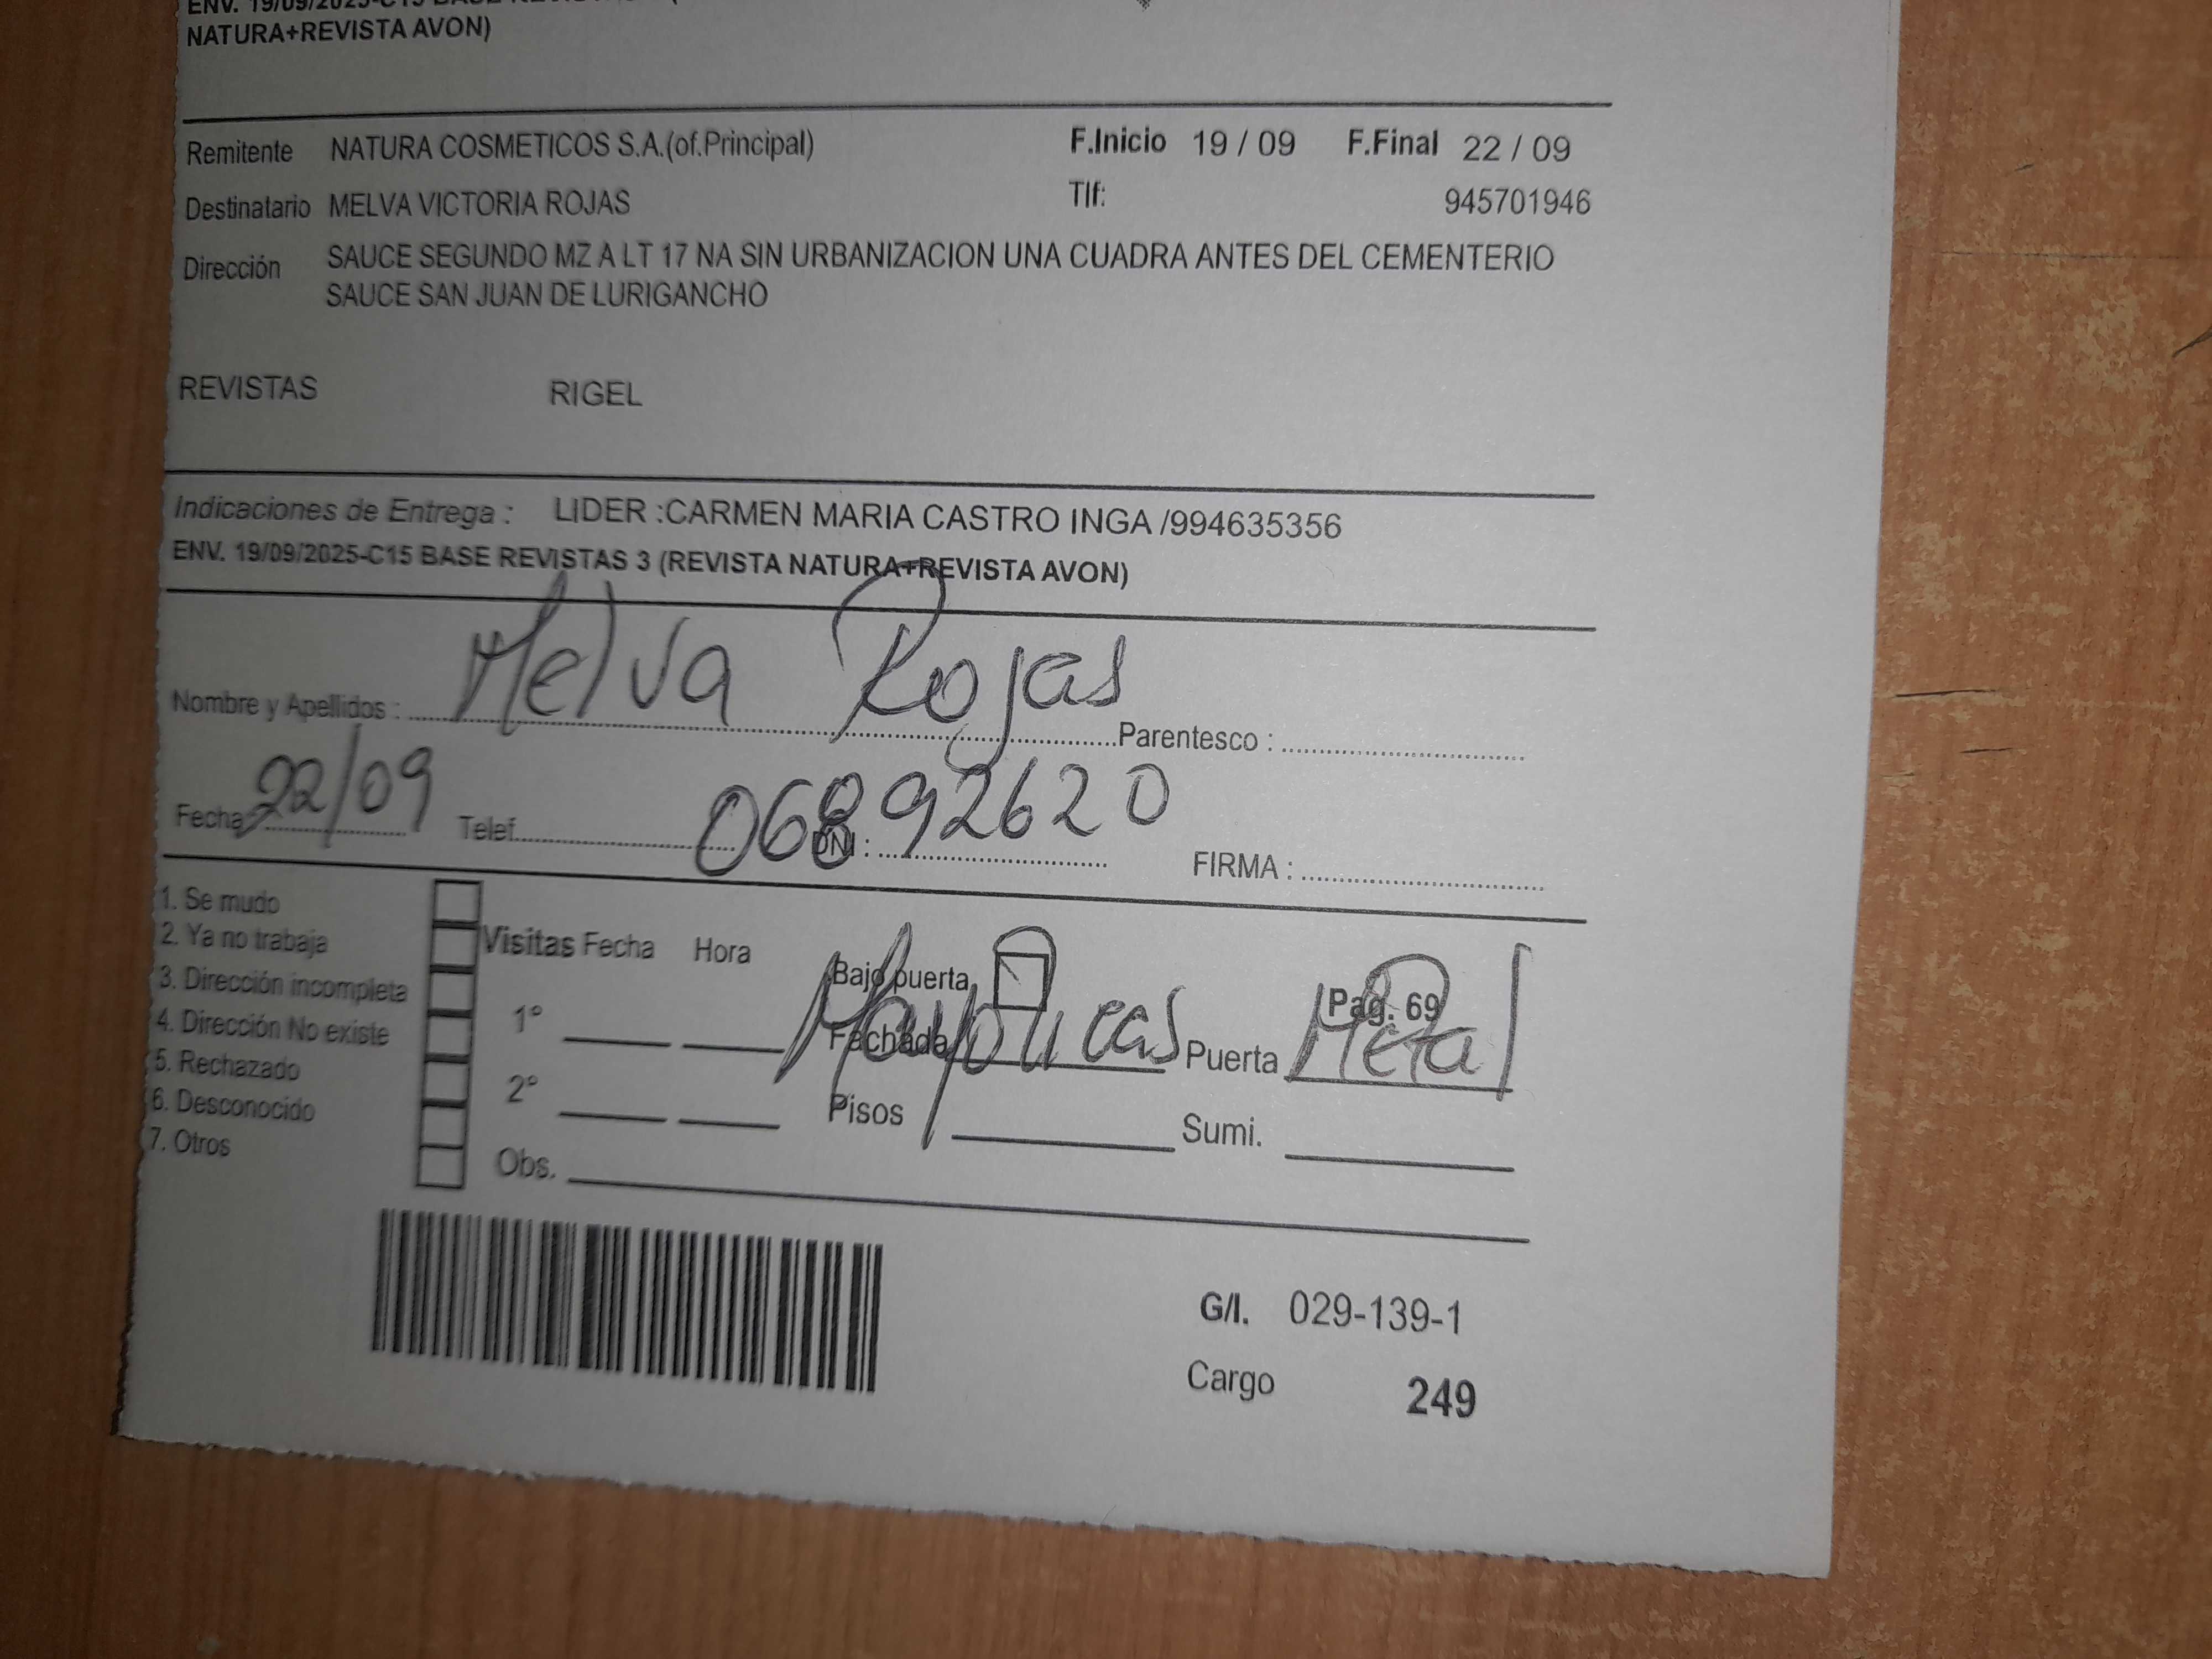 NATURA+REVISTA AVON)
Remitente NATURA COSMETICOS S.A.(of.Principal) F.Inicio 19 / 09 F.Final 22 / 09
Destinatario MELVA VICTORIA ROJAS Tlf: 945701946
Dirección SAUCE SEGUNDO MZ A LT 17 NA SIN URBANIZACION UNA CUADRA ANTES DEL CEMENTERIO
SAUCE SAN JUAN DE LURIGANCHO
REVISTAS RIGEL
Indicaciones de Entrega : LIDER :CARMEN MARIA CASTRO INGA /994635356
ENV. 19/09/2025-C15 BASE REVISTAS 3 (REVISTA NATURA+REVISTA AVON)
Nombre y Apellidos : Melva Rojas Parentesco :
Fecha 22/09 Telef. DNI : 06892620 FIRMA :
1. Se mudo
2. Ya no trabaja
3. Dirección incompleta
4. Dirección No existe
5. Rechazado
6. Desconocido
7. Otros
Visitas Fecha Hora
1°
2°
Obs.
Bajo puerta Pag. 69
Fachada Mayolicas Puerta Metal
Pisos Sumi.
G/I. 029-139-1
Cargo 249